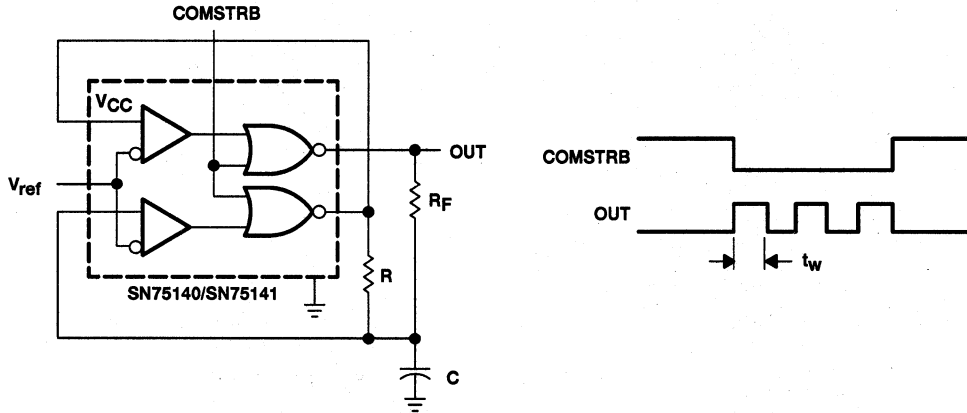 COMSTRB
VCC
OUT
Vref
RF
R
SN75140/SN75141
C
COMSTRB
OUT
tw